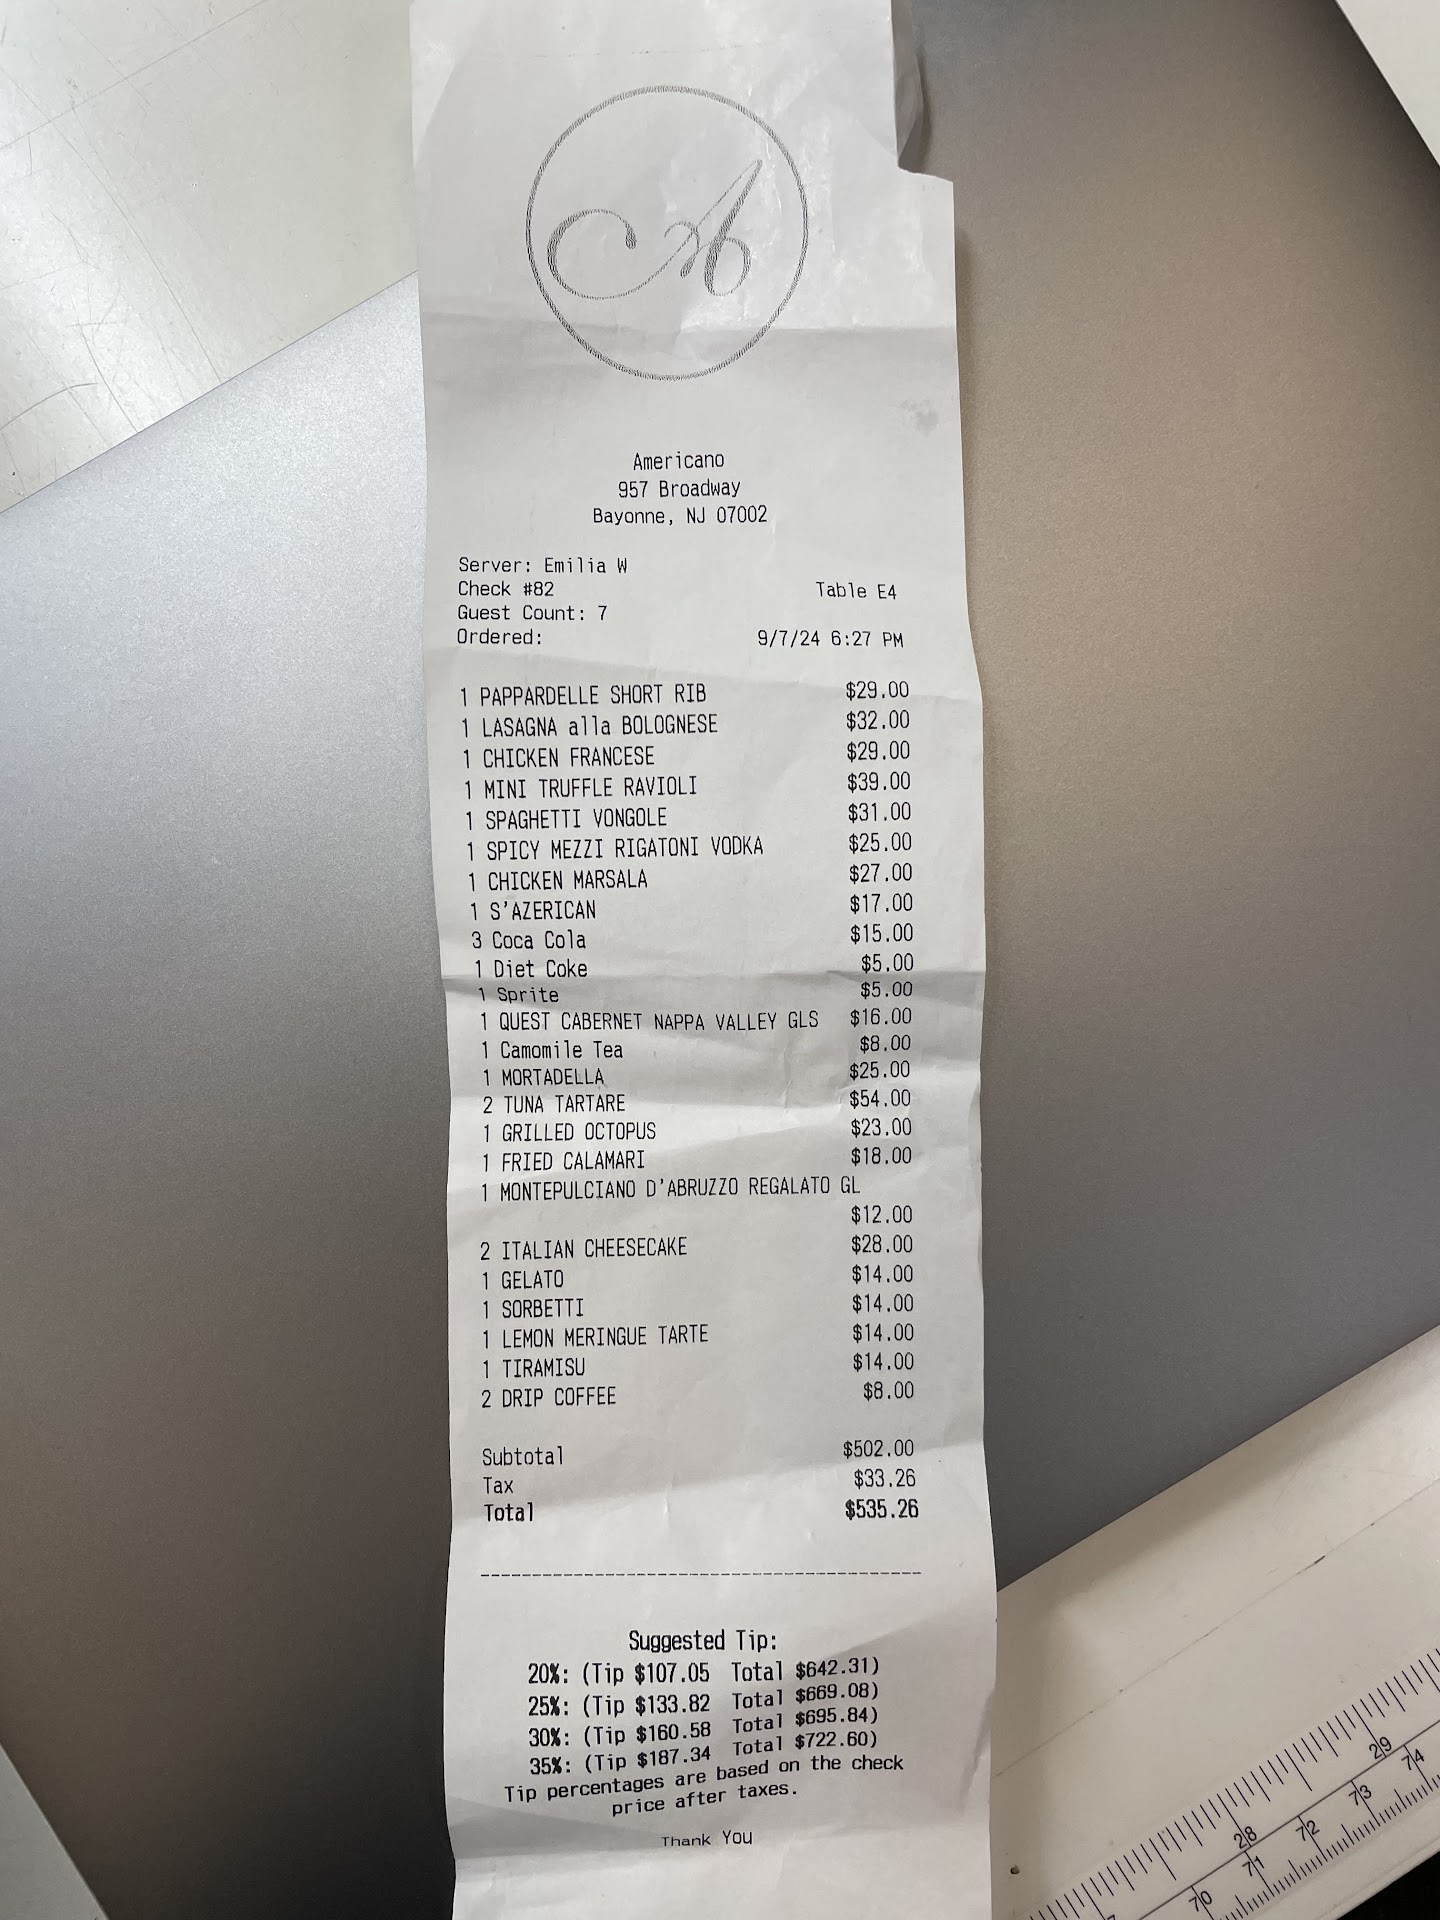 A
Americano
957 Broadway
Bayonne, NJ 07002
Server: Emilia W
Check #82 Table E4
Guest Count: 7
Ordered: 9/7/24 6:27 PM
1 PAPPARDELLE SHORT RIB $29.00
1 LASAGNA alla BOLOGNESE $32.00
1 CHICKEN FRANCESE $29.00
1 MINI TRUFFLE RAVIOLI $39.00
1 SPAGHETTI VONGOLE $31.00
1 SPICY MEZZI RIGATONI VODKA $25.00
1 CHICKEN MARSALA $27.00
1 S'AZERICAN $17.00
3 Coca Cola $15.00
1 Diet Coke $5.00
1 Sprite $5.00
1 QUEST CABERNET NAPPA VALLEY GLS $16.00
1 Camomile Tea $8.00
1 MORTADELLA $25.00
2 TUNA TARTARE $54.00
1 GRILLED OCTOPUS $23.00
1 FRIED CALAMARI $18.00
1 MONTEPULCIANO D'ABRUZZO REGALATO GL
$12.00
2 ITALIAN CHEESECAKE $28.00
1 GELATO $14.00
1 SORBETTI $14.00
1 LEMON MERINGUE TARTE $14.00
1 TIRAMISU $14.00
2 DRIP COFFEE $8.00
Subtotal $502.00
Tax $33.26
Total $535.26
Suggested Tip:
20%: (Tip $107.05 Total $642.31)
25%: (Tip $133.82 Total $669.08)
30%: (Tip $160.58 Total $695.84)
35%: (Tip $187.34 Total $722.60)
Tip percentages are based on the check
price after taxes.
Thank You
28 29
70 71 72 73 74